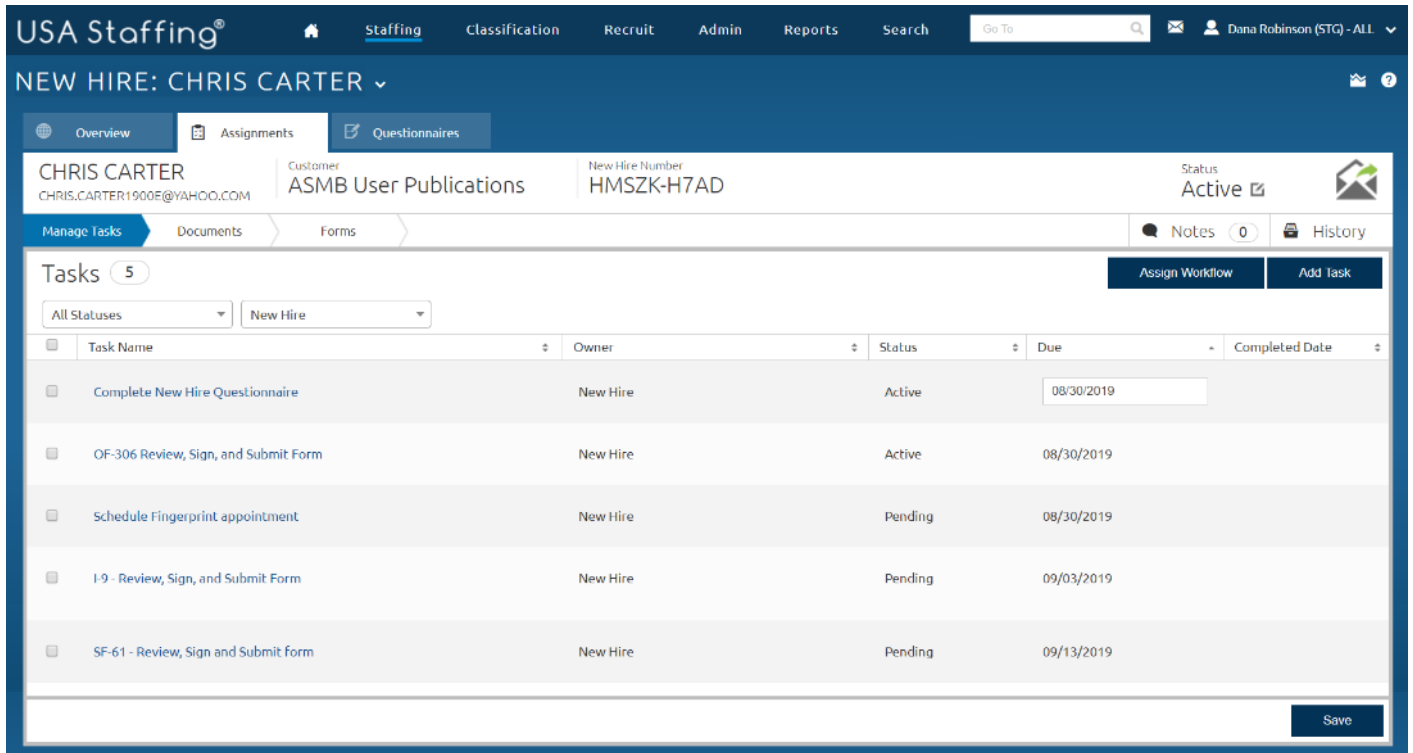 USA Staffing® Staffing Classification Recruit Admin Reports Search Go To Dana Robinson (STG) - ALL
NEW HIRE: CHRIS CARTER
Overview Assignments Questionnaires
CHRIS CARTER Customer New Hire Number Status
CHRIS.CARTER1900E@YAHOO.COM ASMB User Publications HMSZK-H7AD Active
Manage Tasks Documents Forms Notes 0 History
Tasks 5 Assign Workflow Add Task
All Statuses New Hire
Task Name Owner Status Due Completed Date
Complete New Hire Questionnaire New Hire Active 08/30/2019
OF-306 Review, Sign, and Submit Form New Hire Active 08/30/2019
Schedule Fingerprint appointment New Hire Pending 08/30/2019
I-9 - Review, Sign, and Submit Form New Hire Pending 09/03/2019
SF-61 - Review, Sign and Submit form New Hire Pending 09/13/2019
Save